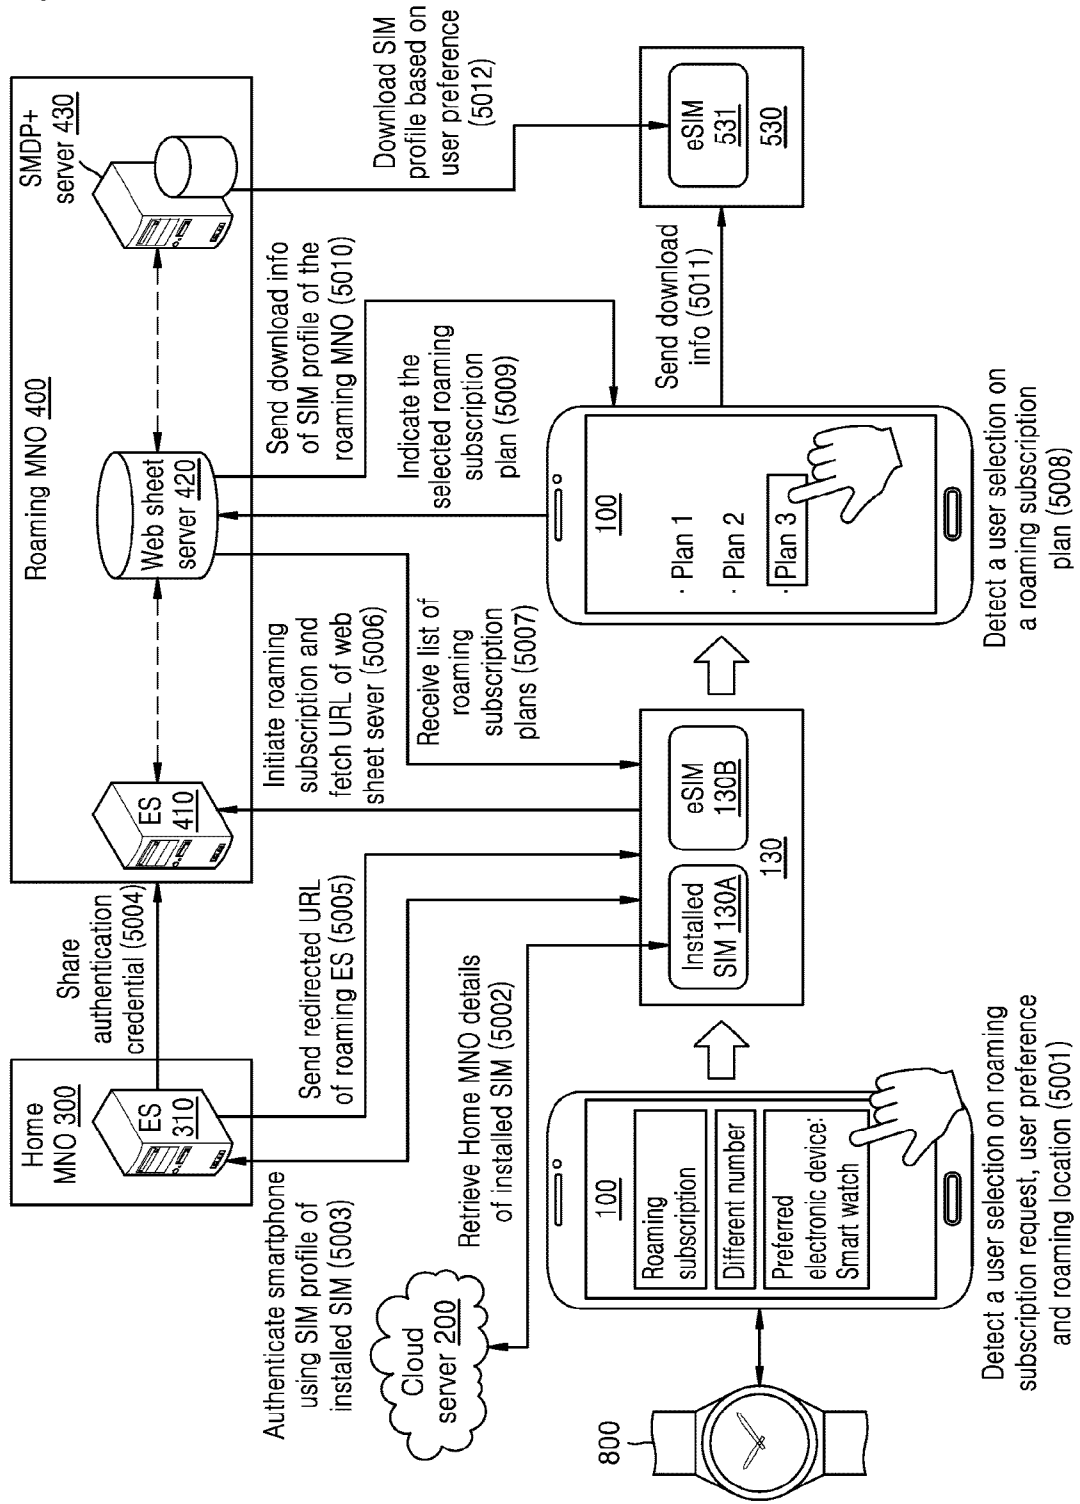 Home
MNO 300
ES
310
Share
authentication
credential (5004)
Roaming MNO 400
ES
410
Web sheet
server 420
SMDP+
server 430
Authenticate smartphone
using SIM profile of
installed SIM (5003)
Send redirected URL
of roaming ES (5005)
Initiate roaming
subscription and
fetch URL of web
sheet sever (5006)
Receive list of
roaming
subscription
plans (5007)
Send download info
of SIM profile of the
roaming MNO (5010)
Indicate the
selected roaming
subscription
plan (5009)
Download SIM
profile based on
user preference
(5012)
Cloud
server 200
Retrieve Home MNO details
of installed SIM (5002)
800
100
Roaming
subscription
Different number
Preferred
electronic device:
Smart watch
Detect a user selection on roaming
subscription request, user preference
and roaming location (5001)
Installed
SIM 130A
eSIM
130B
130
100
· Plan 1
· Plan 2
· Plan 3
Detect a user selection on
a roaming subscription
plan (5008)
Send download
info (5011)
eSIM
531
530